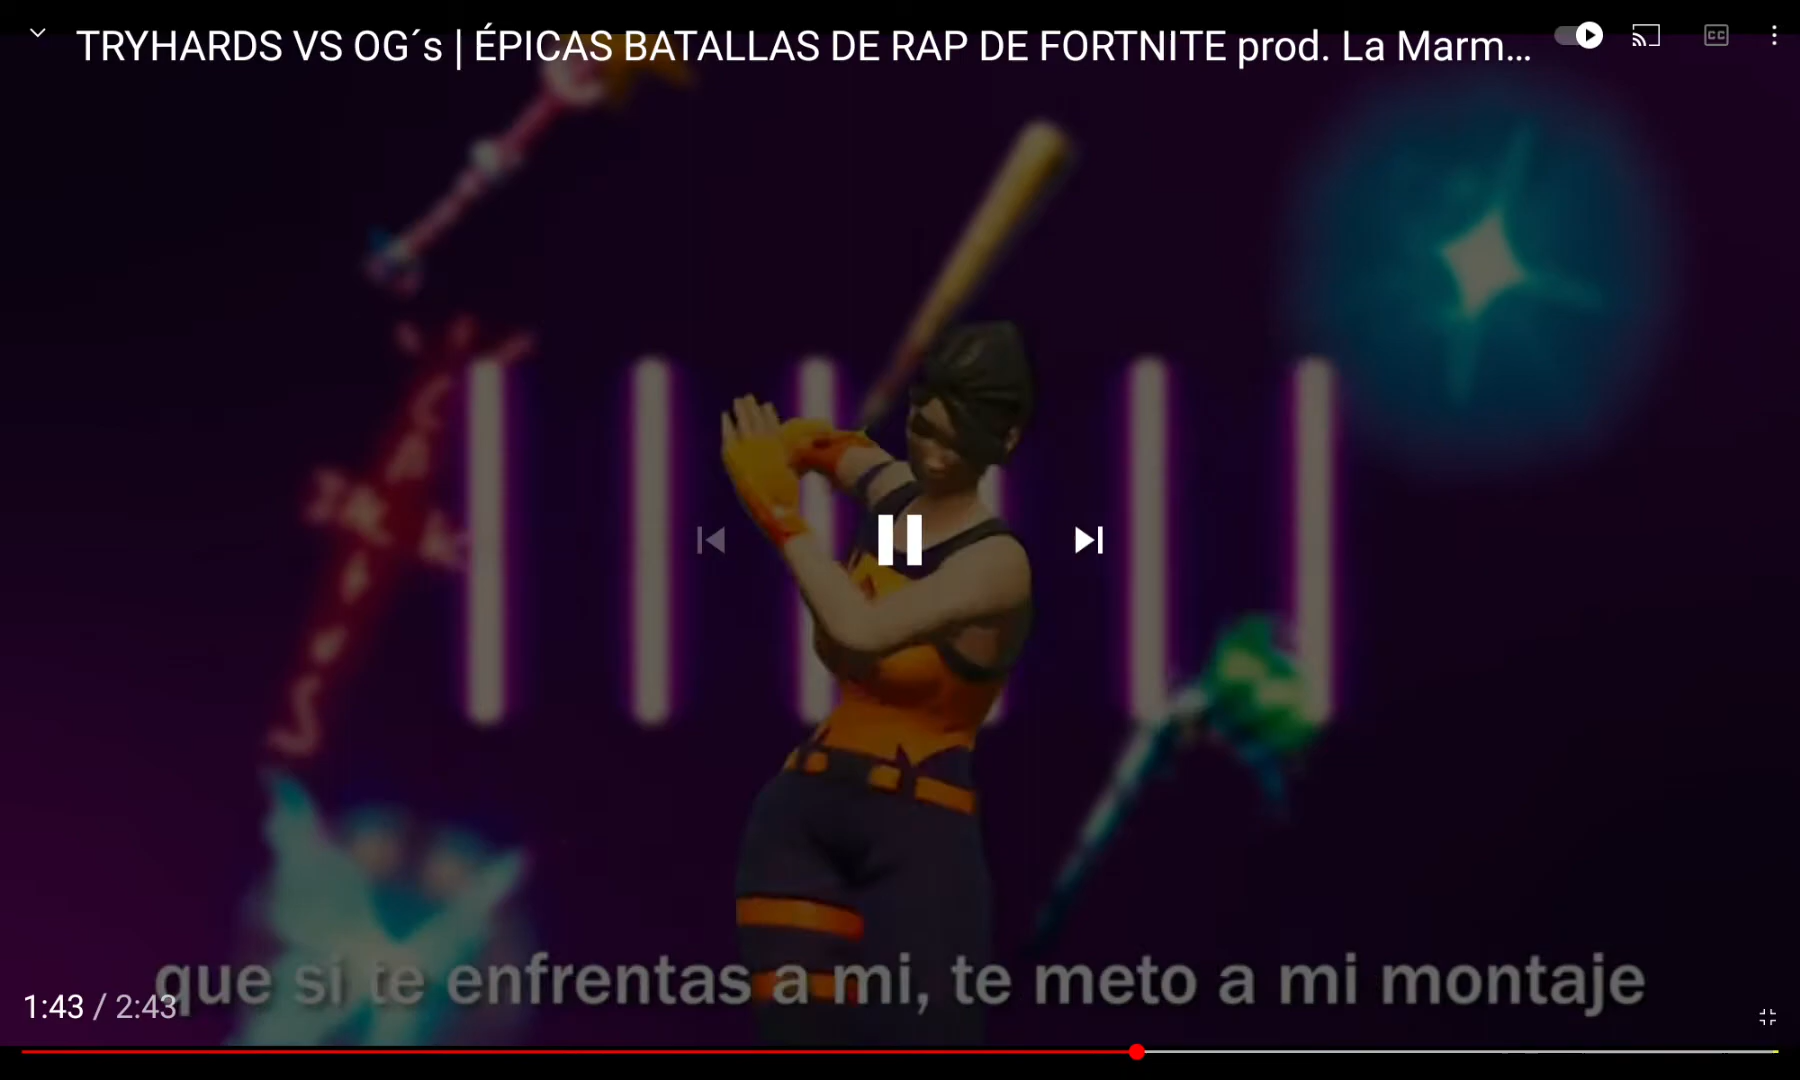 TRYHARDS VS OG´s | ÉPICAS BATALLAS DE RAP DE FORTNITE prod. La Marm...
CC
que si te enfrentas a mi, te meto a mi montaje
1:43 / 2:43